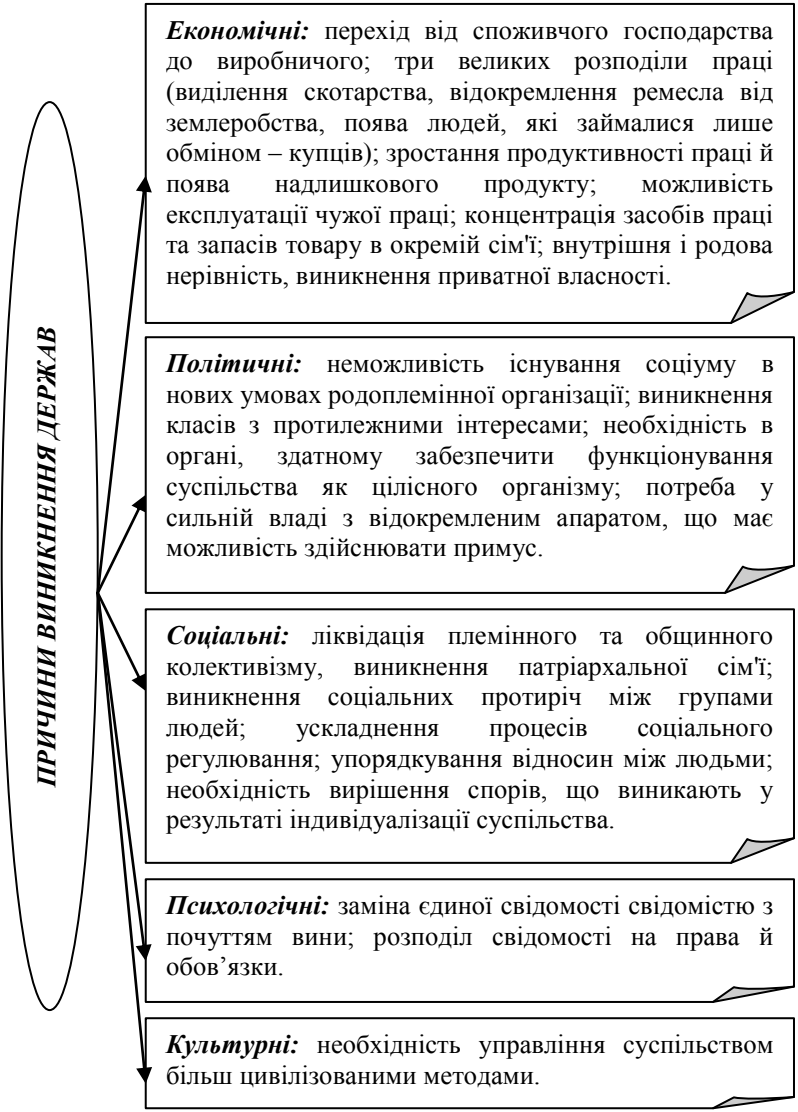 ПРИЧИНИ ВИНИКНЕННЯ ДЕРЖАВ
Економічні: перехід від споживчого господарства
до виробничого; три великих розподіли праці
(виділення скотарства, відокремлення ремесла від
землеробства, поява людей, які займалися лише
обміном – купців); зростання продуктивності праці й
поява надлишкового продукту; можливість
експлуатації чужої праці; концентрація засобів праці
та запасів товару в окремій сім'ї; внутрішня і родова
нерівність, виникнення приватної власності.
Політичні: неможливість існування соціуму в
нових умовах родоплемінної організації; виникнення
класів з протилежними інтересами; необхідність в
органі, здатному забезпечити функціонування
суспільства як цілісного організму; потреба у
сильній владі з відокремленим апаратом, що має
можливість здійснювати примус.
Соціальні: ліквідація племінного та общинного
колективізму, виникнення патріархальної сім'ї;
виникнення соціальних протиріч між групами
людей; ускладнення процесів соціального
регулювання; упорядкування відносин між людьми;
необхідність вирішення спорів, що виникають у
результаті індивідуалізації суспільства.
Психологічні: заміна єдиної свідомості свідомістю з
почуттям вини; розподіл свідомості на права й
обов’язки.
Культурні: необхідність управління суспільством
більш цивілізованими методами.